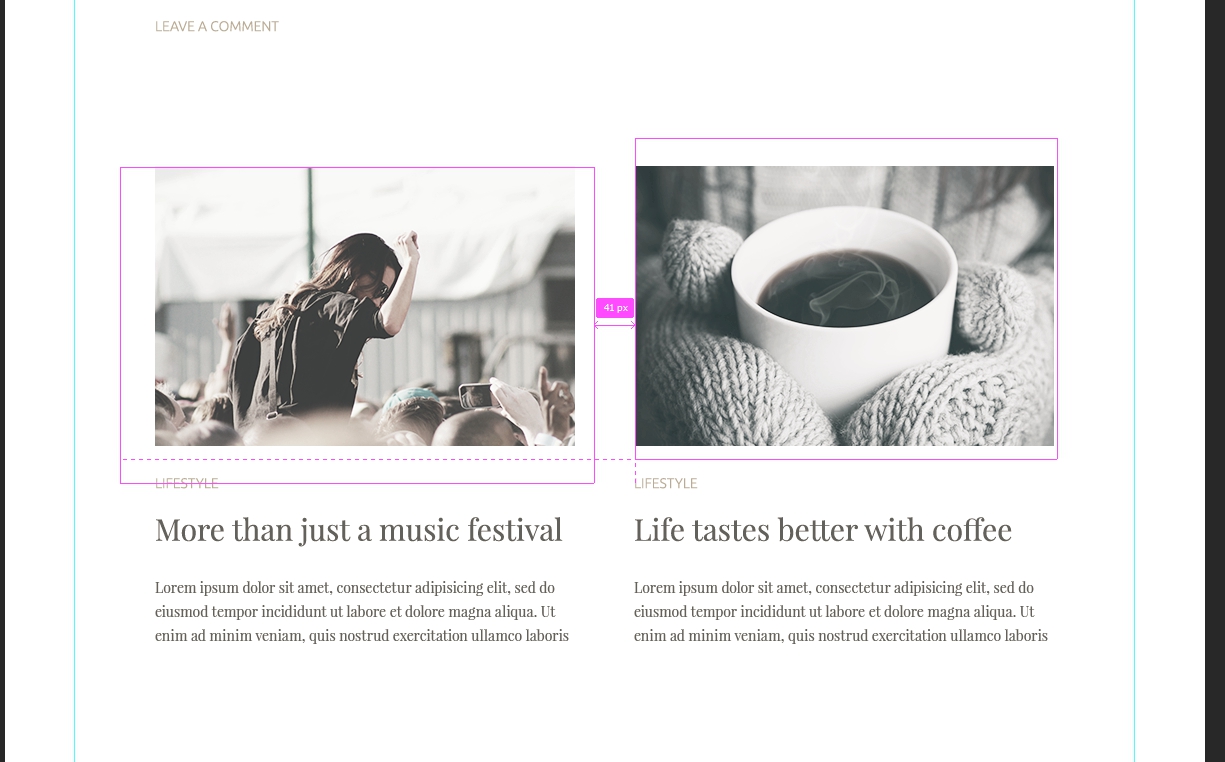 LEAVE A COMMENT
41 px
LIFESTYLE
More than just a music festival
Lorem ipsum dolor sit amet, consectetur adipisicing elit, sed do
eiusmod tempor incididunt ut labore et dolore magna aliqua. Ut
enim ad minim veniam, quis nostrud exercitation ullamco laboris
LIFESTYLE
Life tastes better with coffee
Lorem ipsum dolor sit amet, consectetur adipisicing elit, sed do
eiusmod tempor incididunt ut labore et dolore magna aliqua. Ut
enim ad minim veniam, quis nostrud exercitation ullamco laboris